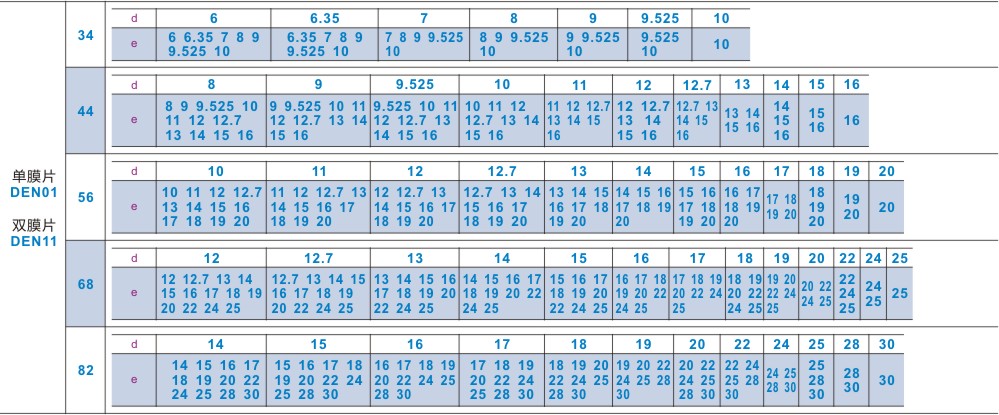 34
d 6 6.35 7 8 9 9.525 10
e 6 6.35 7 8 9 6.35 7 8 9 7 8 9 9.525 8 9 9.525 9 9.525 9.525 10
9.525 10 9.525 10 10 10 10 10
44
d 8 9 9.525 10 11 12 12.7 13 14 15 16
e 8 9 9.525 10 9 9.525 10 11 9.525 10 11 10 11 12 11 12 12.7 12 12.7 12.7 13 13 14 14 15 16
11 12 12.7 12 12.7 13 14 12 12.7 13 12.7 13 14 13 14 15 13 14 14 15 15 16 15 16
13 14 15 16 15 16 14 15 16 15 16 16 15 16 16 16
单膜片
DEN01
双膜片
DEN11
56
d 10 11 12 12.7 13 14 15 16 17 18 19 20
e 10 11 12 12.7 11 12 12.7 13 12 12.7 13 12.7 13 14 13 14 15 14 15 16 15 16 16 17 17 18 18 19 20
13 14 15 16 14 15 16 17 14 15 16 17 15 16 17 16 17 18 17 18 19 17 18 18 19 19 20 19 20
17 18 19 20 18 19 20 18 19 20 18 19 20 19 20 20 19 20 20 20
68
d 12 12.7 13 14 15 16 17 18 19 20 22 24 25
e 12 12.7 13 14 12.7 13 14 15 13 14 15 16 14 15 16 17 15 16 17 16 17 18 17 18 19 18 19 19 20 20 22 22 24 25
15 16 17 18 19 16 17 18 19 17 18 19 20 18 19 20 22 18 19 20 19 20 22 20 22 24 20 22 22 24 24 25 24 25
20 22 24 25 20 22 24 25 22 24 25 24 25 22 24 25 24 25 25 24 25 25 25
82
d 14 15 16 17 18 19 20 22 24 25 28 30
e 14 15 16 17 15 16 17 18 16 17 18 19 17 18 19 18 19 20 19 20 22 20 22 22 24 24 25 25 28 30
18 19 20 22 19 20 22 24 20 22 24 25 20 22 24 22 24 25 24 25 28 24 25 25 28 28 30 28 30
24 25 28 30 25 28 30 28 30 25 28 30 28 30 30 28 30 30 30